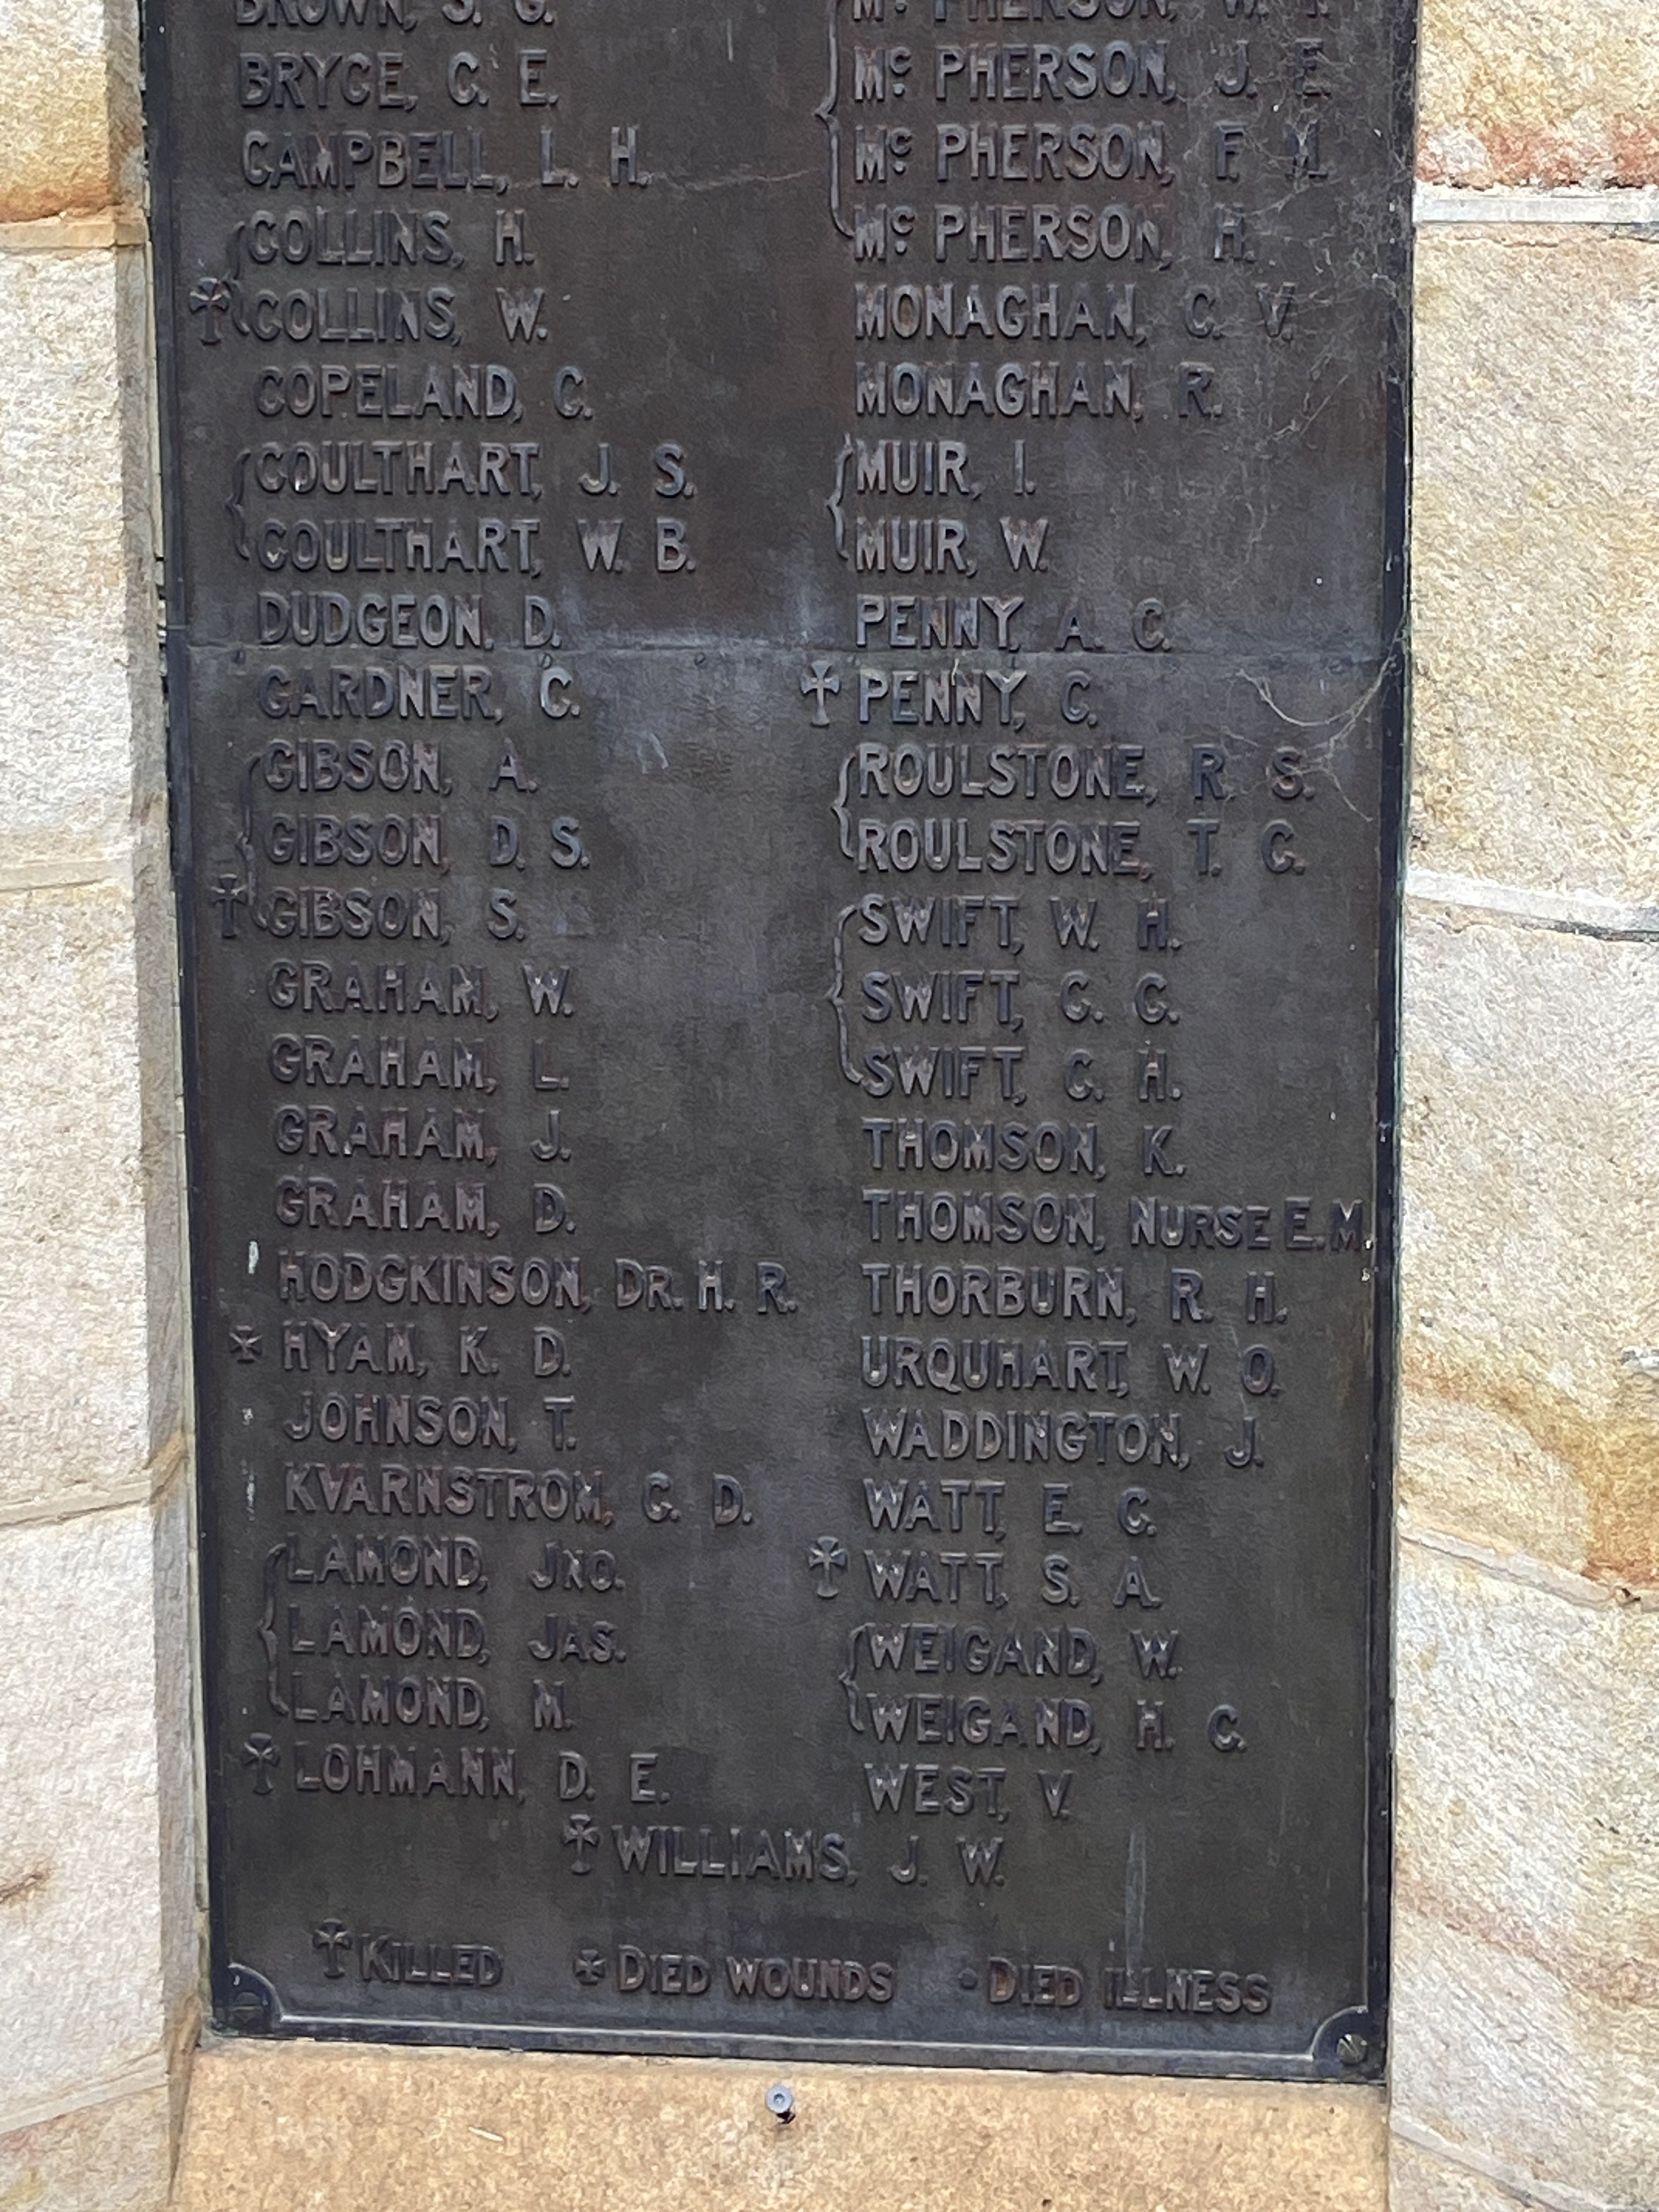 BROWN, S. G.
BRYCE, C. E.
CAMPBELL, L. H.
COLLINS, H.
† COLLINS, W.
COPELAND, C.
COULTHART, J. S.
COULTHART, W. B.
DUDGEON, D.
GARDNER, C.
GIBSON, A.
GIBSON, D. S.
† GIBSON, S.
GRAHAM, W.
GRAHAM, L.
GRAHAM, J.
GRAHAM, D.
HODGKINSON, DR. H. R.
✠ HYAM, K. D.
JOHNSON, T.
KVARNSTROM, C. D.
LAMOND, JNO.
LAMOND, JAS.
LAMOND, M.
† LOHMANN, D. E.
Mc PHERSON, W.
Mc PHERSON, J. E.
Mc PHERSON, F. M.
Mc PHERSON, H.
MONAGHAN, C. V.
MONAGHAN, R.
MUIR, I.
MUIR, W.
PENNY, A. C.
† PENNY, C.
ROULSTONE, R. S.
ROULSTONE, T. C.
SWIFT, W. H.
SWIFT, C. C.
SWIFT, C. H.
THOMSON, K.
THOMSON, NURSE E.M.
THORBURN, R. H.
URQUHART, W. O.
WADDINGTON, J.
WATT, E. C.
† WATT, S. A.
WEIGAND, W.
WEIGAND, H. C.
WEST, V.
† WILLIAMS, J. W.
† KILLED ✠ DIED WOUNDS • DIED ILLNESS